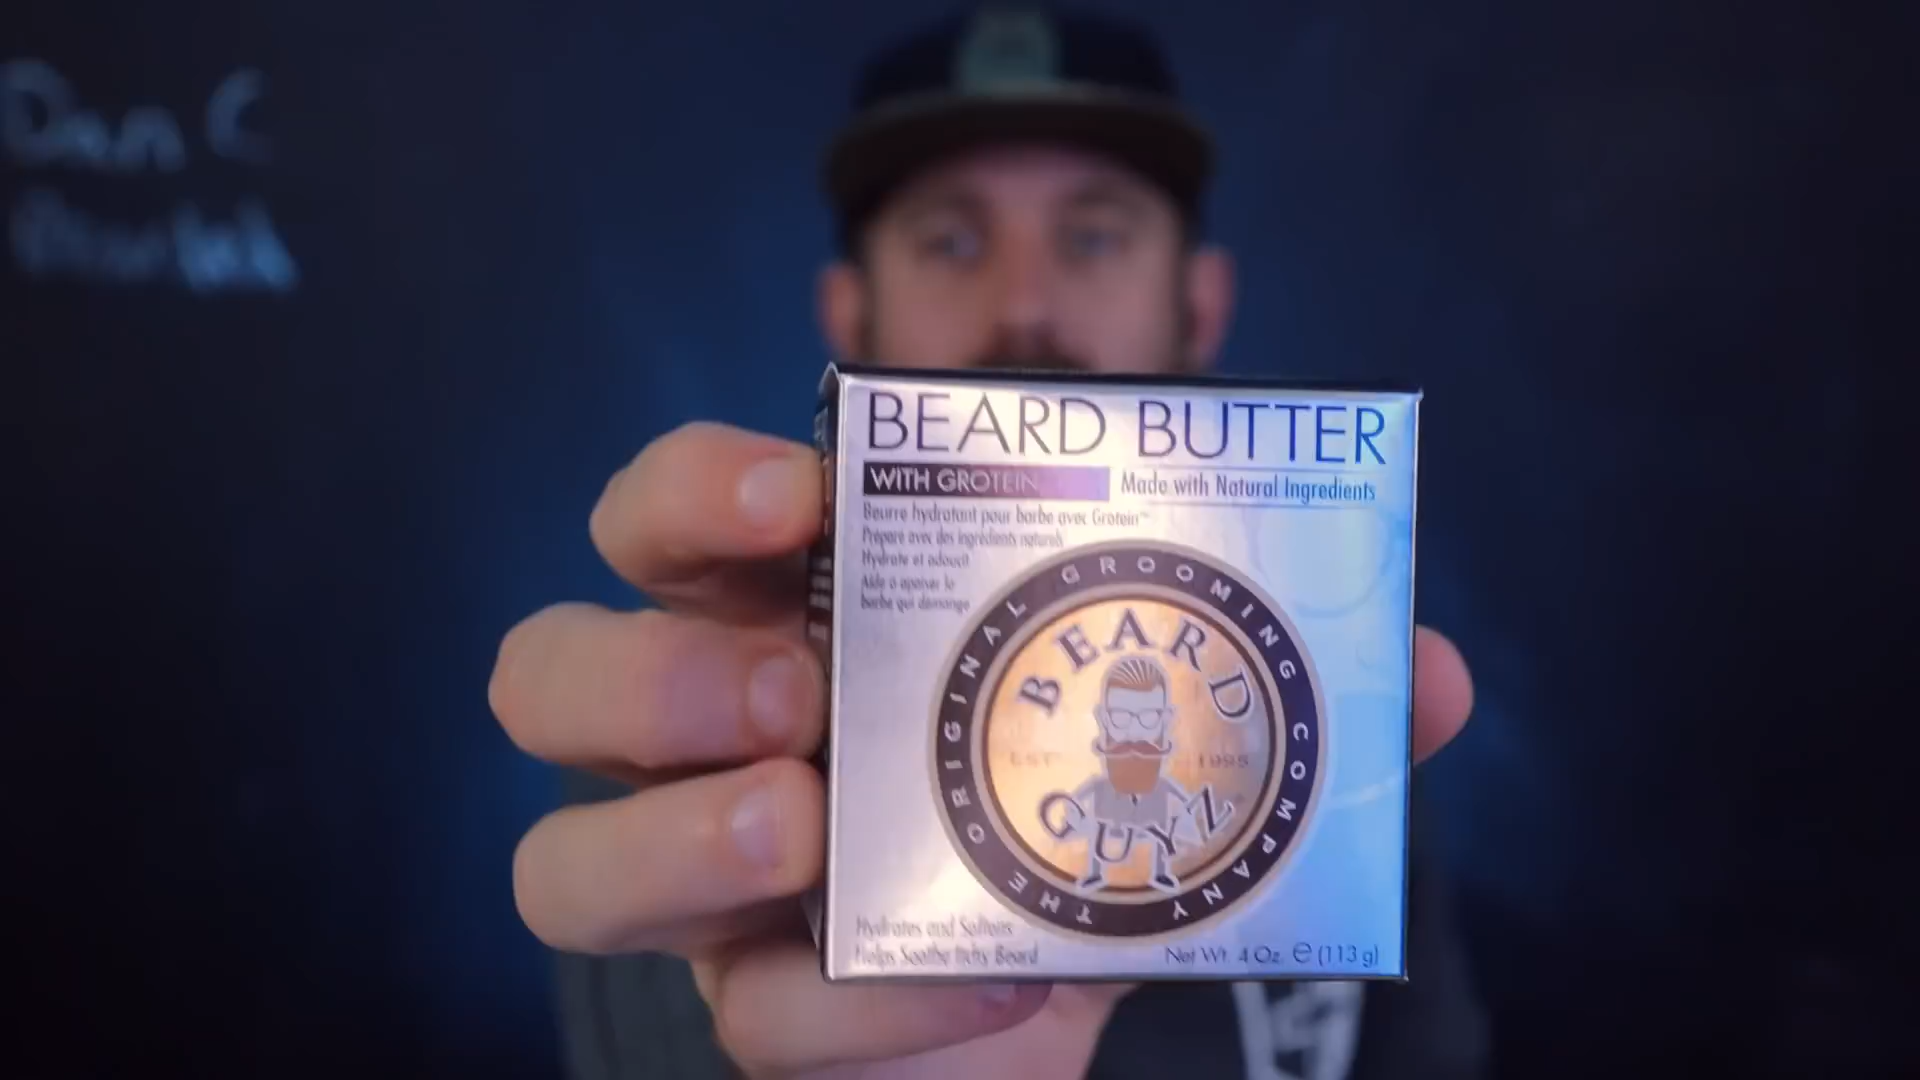 Dan C
BEARD BUTTER
WITH GROTEIN
Made with Natural Ingredients
Beurre hydratant pour barbe avec Grotein™
Préparé avec des ingrédients naturels
Hydrate et adoucit
Aide à apaiser la
barbe qui démange
THE ORIGINAL GROOMING COMPANY
BEARD
EST 1995
GUYZ
Hydrates and Softens
Helps Soothe Itchy Beard
Net Wt. 4 Oz. ℮ (113 g)